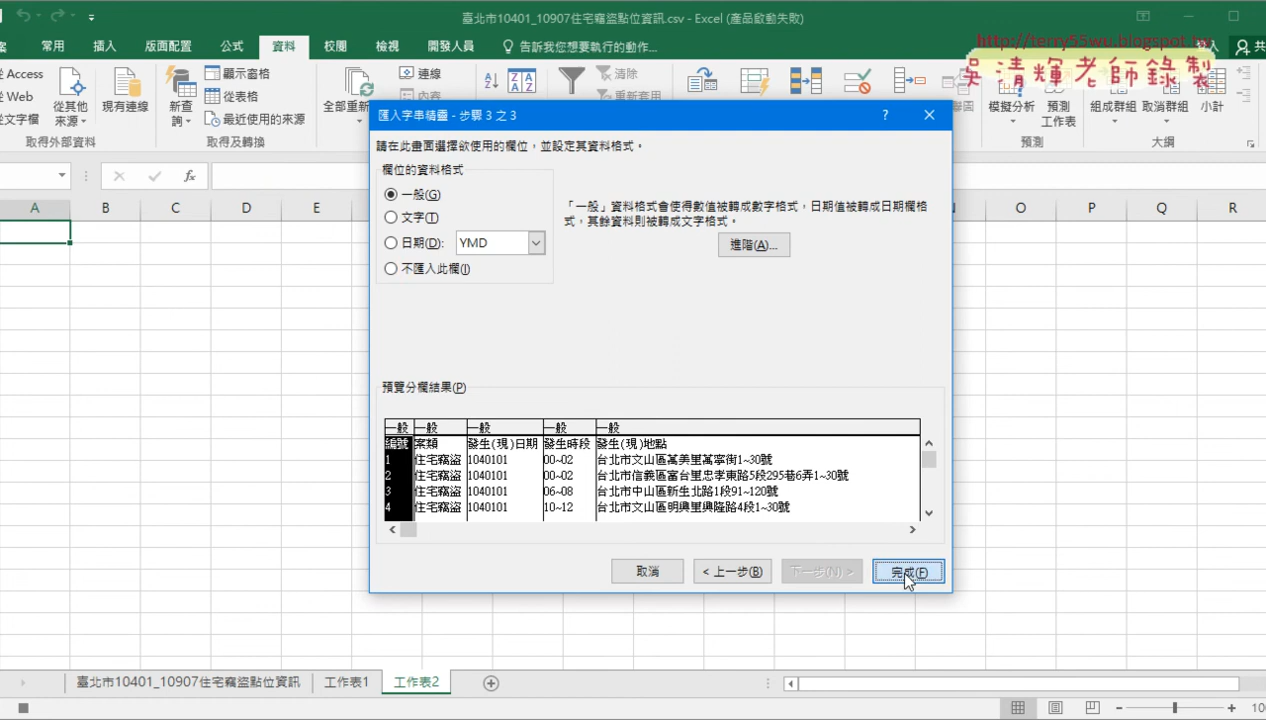 臺北市10401_10907住宅竊盜點位資訊.csv - Excel (產品啟動失敗)
常用 插入 版面配置 公式 資料 校閱 檢視 開發人員 告訴我您想要執行的動作...
http://terry55wu.blogspot.tw
吳清輝老師錄製
從 Access
從 Web
從文字檔
從其他來源
現有連線
取得外部資料
新查詢
顯示查詢
從表格
最近使用的來源
取得及轉換
全部重新
連線
內容
清除
重新套用
模擬分析
預測工作表
預測
組成群組
取消群組
小計
大綱
匯入字串精靈 - 步驟 3 之 3
請在此畫面選擇欲使用的欄位，並設定其資料格式。
欄位的資料格式
一般(G)
文字(T)
日期(D): YMD
不匯入此欄(I)
「一般」資料格式會使得數值被轉成數字格式，日期值被轉成日期欄格
式，其餘資料則被轉成文字格式。
進階(A)...
預覽分欄結果(P)
一般 一般 一般 一般 一般
編號 案類 發生(現)日期 發生時段 發生(現)地點
1 住宅竊盜 1040101 00~02 台北市文山區萬美里萬寧街1~30號
2 住宅竊盜 1040101 00~02 台北市信義區富台里忠孝東路5段295巷6弄1~30號
3 住宅竊盜 1040101 06~08 台北市中山區新生北路1段91~120號
4 住宅竊盜 1040101 10~12 台北市文山區明興里興隆路4段1~30號
取消 < 上一步(B) 下一步(N) > 完成(F)
A B C D E O P Q R
臺北市10401_10907住宅竊盜點位資訊 工作表1 工作表2